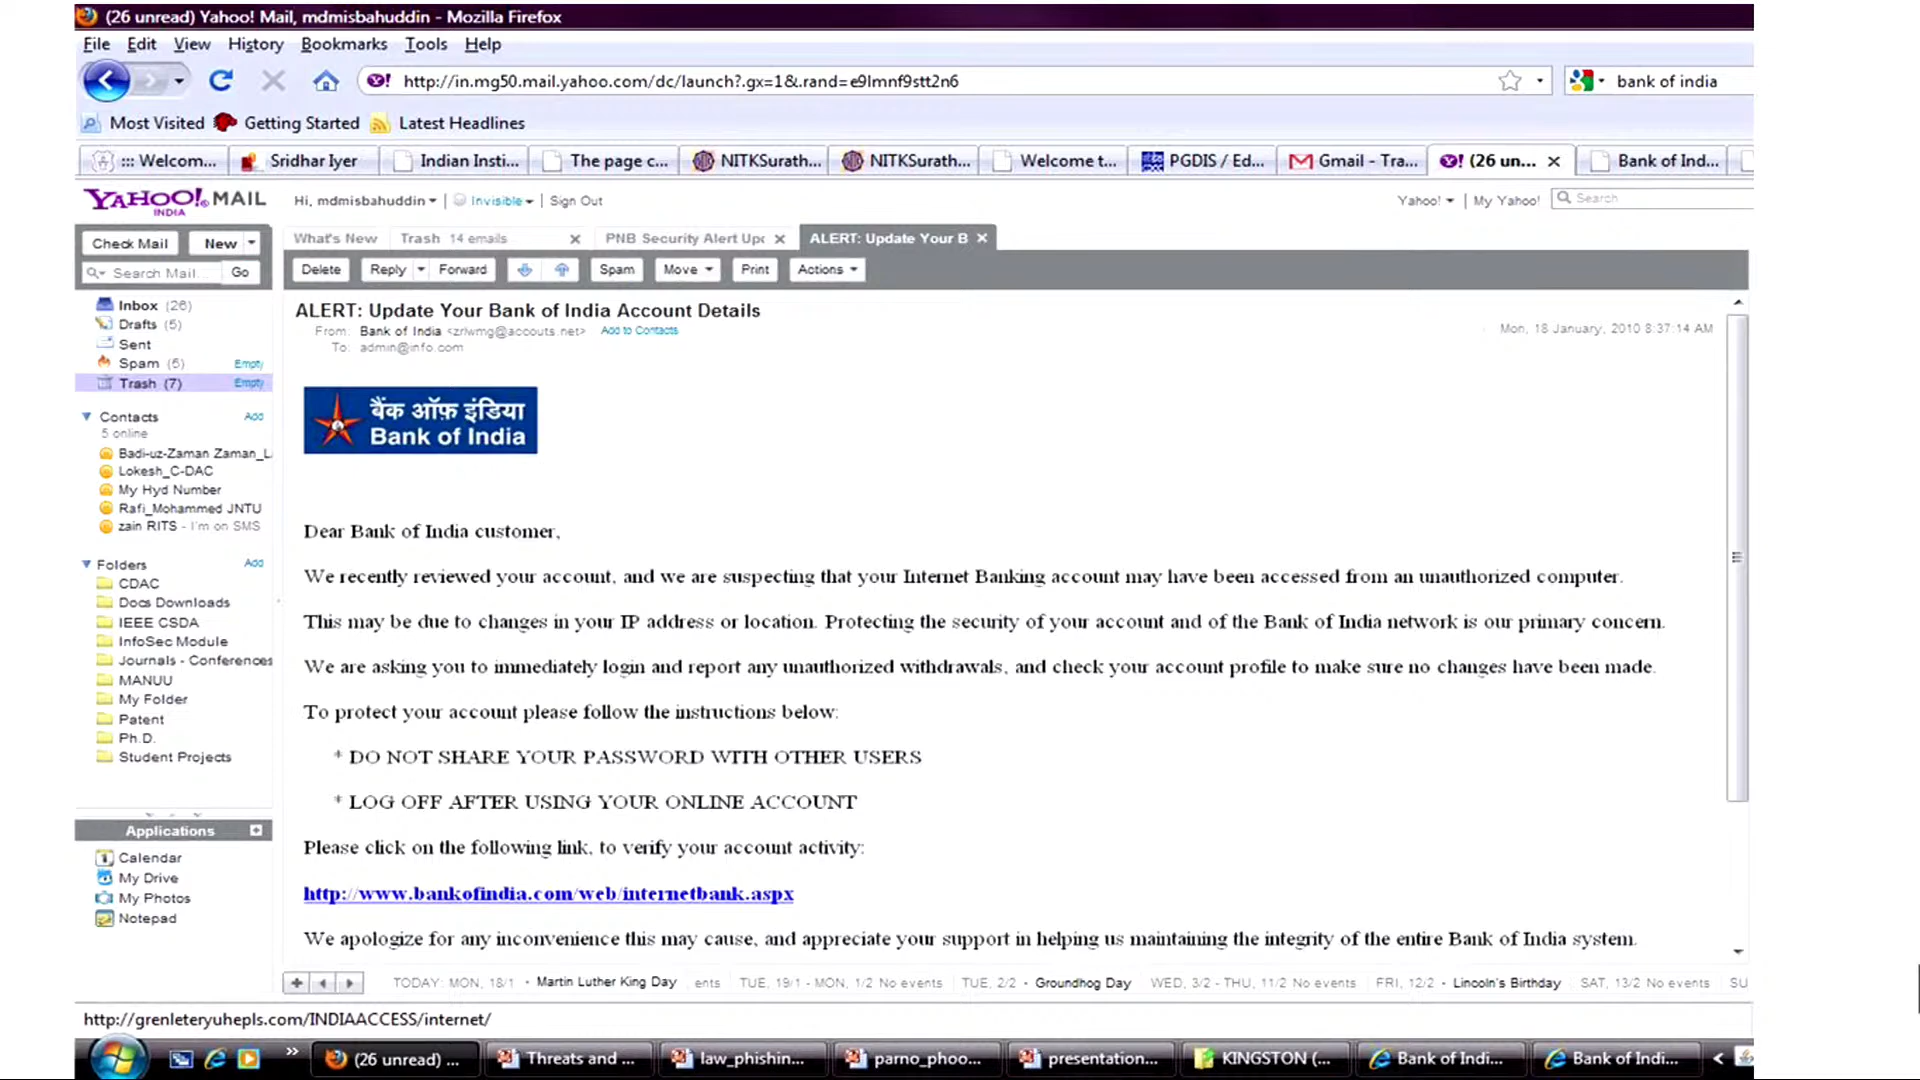 (26 unread) Yahoo! Mail, mdmisbahuddin - Mozilla Firefox
File Edit View History Bookmarks Tools Help
http://in.mg50.mail.yahoo.com/dc/launch?.gx=1&.rand=e9lmnf9stt2n6 bank of india
Most Visited Getting Started Latest Headlines
::: Welcom... Sridhar Iyer Indian Insti... The page c... NITKSurath... NITKSurath... Welcome t... PGDIS / Ed... Gmail - Tra... (26 un... Bank of Ind...
YAHOO! MAIL Hi, mdmisbahuddin | Invisible | Sign Out Yahoo! | My Yahoo! Search
INDIA
Check Mail New What's New Trash 14 emails PNB Security Alert Up ALERT: Update Your B
Search Mail... Go Delete Reply Forward Spam Move Print Actions
Inbox (26)
Drafts (5)
Sent
Spam (5) Empty
Trash (7) Empty
Contacts Add
5 online
Badi-uz-Zaman Zaman_L
Lokesh_C-DAC
My Hyd Number
Rafi_Mohammed JNTU
zain RITS - I'm on SMS
Folders Add
CDAC
Docs Downloads
IEEE CSDA
InfoSec Module
Journals - Conferences
MANUU
My Folder
Patent
Ph.D.
Student Projects
Applications
Calendar
My Drive
My Photos
Notepad
ALERT: Update Your Bank of India Account Details
From: Bank of India <zrlwmg@accouts.net> Add to Contacts Mon, 18 January, 2010 8:37:14 AM
To: admin@info.com
बैंक ऑफ़ इंडिया
Bank of India
Dear Bank of India customer,
We recently reviewed your account, and we are suspecting that your Internet Banking account may have been accessed from an unauthorized computer.
This may be due to changes in your IP address or location. Protecting the security of your account and of the Bank of India network is our primary concern.
We are asking you to immediately login and report any unauthorized withdrawals, and check your account profile to make sure no changes have been made.
To protect your account please follow the instructions below:
* DO NOT SHARE YOUR PASSWORD WITH OTHER USERS
* LOG OFF AFTER USING YOUR ONLINE ACCOUNT
Please click on the following link, to verify your account activity:
http://www.bankofindia.com/web/internetbank.aspx
We apologize for any inconvenience this may cause, and appreciate your support in helping us maintaining the integrity of the entire Bank of India system.
TODAY: MON, 18/1 • Martin Luther King Day ents TUE, 19/1 - MON, 1/2 No events TUE, 2/2 • Groundhog Day WED, 3/2 - THU, 11/2 No events FRI, 12/2 • Lincoln's Birthday SAT, 13/2 No events SU
http://grenleteryuhepls.com/INDIAACCESS/internet/
(26 unread) ... Threats and ... law_phishin... parno_phoo... presentation... KINGSTON (... Bank of Indi... Bank of Indi...